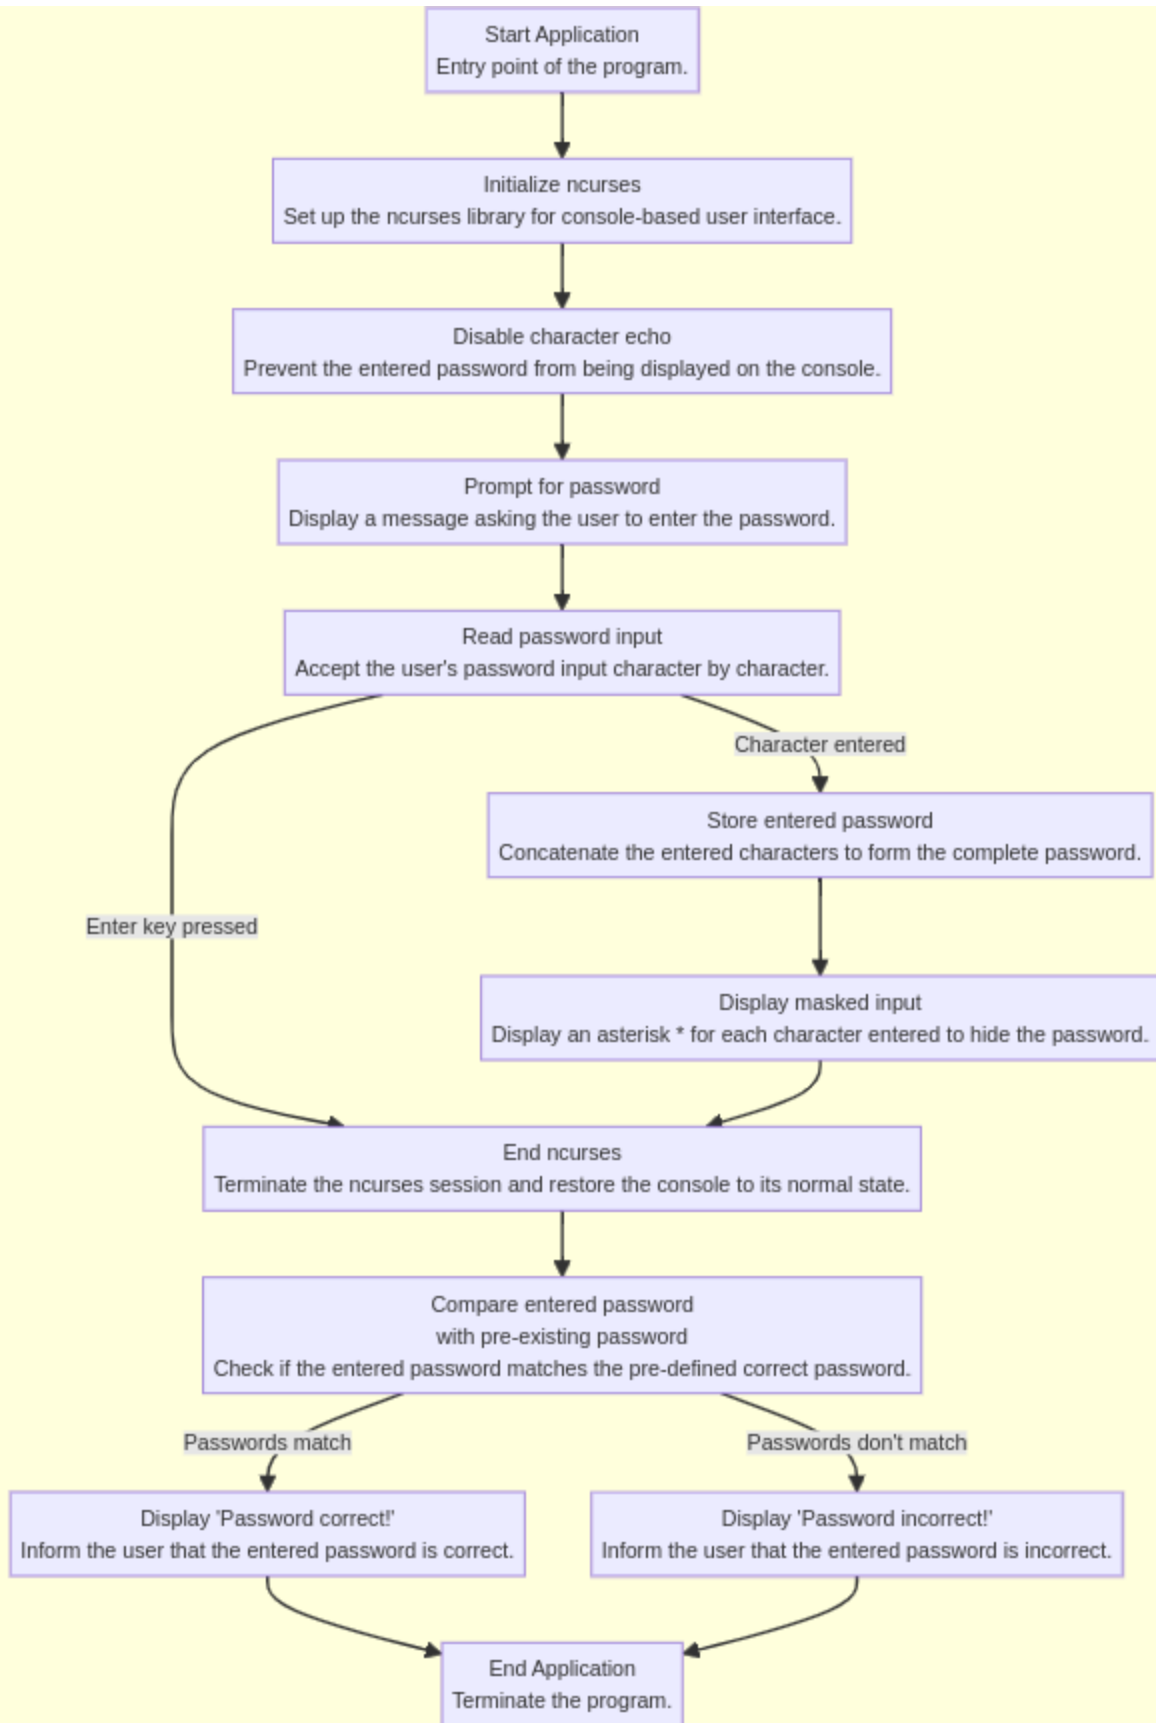 Start Application
Entry point of the program.
Initialize ncurses
Set up the ncurses library for console-based user interface.
Disable character echo
Prevent the entered password from being displayed on the console.
Prompt for password
Display a message asking the user to enter the password.
Read password input
Accept the user's password input character by character.
Character entered
Store entered password
Concatenate the entered characters to form the complete password.
Enter key pressed
Display masked input
Display an asterisk * for each character entered to hide the password.
End ncurses
Terminate the ncurses session and restore the console to its normal state.
Compare entered password
with pre-existing password
Check if the entered password matches the pre-defined correct password.
Passwords match
Passwords don't match
Display 'Password correct!'
Inform the user that the entered password is correct.
Display 'Password incorrect!'
Inform the user that the entered password is incorrect.
End Application
Terminate the program.